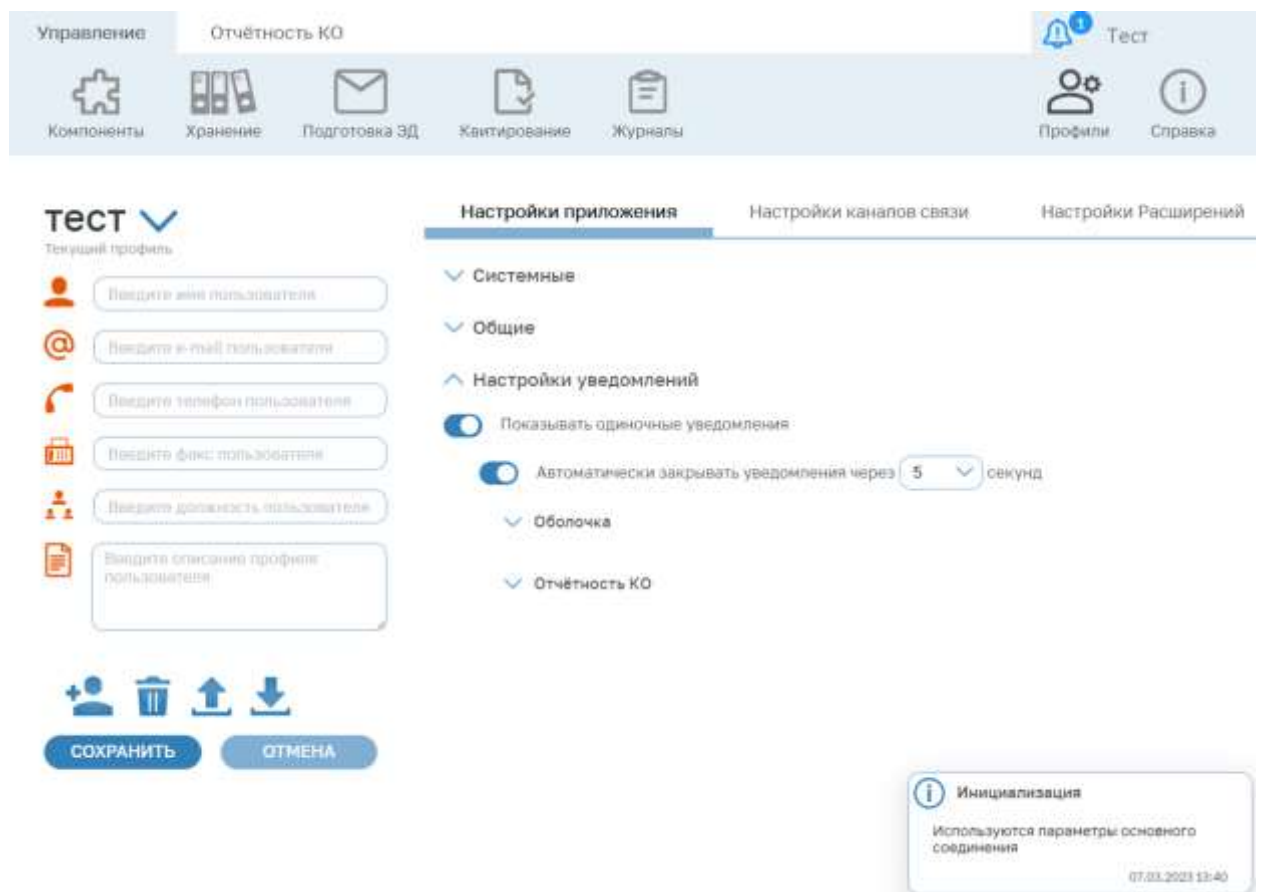 Управление
Отчётность КО
1
Тест
Компоненты
Хранение
Подготовка ЭД
Квитирование
Журналы
Профили
Справка
тест
Текущий профиль
Введите имя пользователя
Введите e-mail пользователя
Введите телефон пользователя
Введите факс пользователя
Введите должность пользователя
Введите описание профиля
пользователя
СОХРАНИТЬ
ОТМЕНА
Настройки приложения
Настройки каналов связи
Настройки Расширений
Системные
Общие
Настройки уведомлений
Показывать одиночные уведомления
Автоматически закрывать уведомления через 5 секунд
Оболочка
Отчётность КО
Инициализация
Используются параметры основного
соединения
07.03.2023 13:40